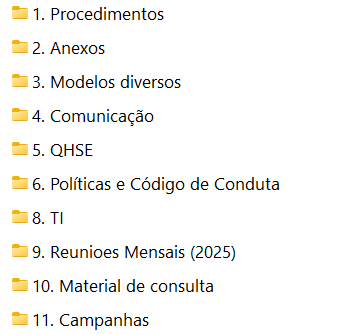 1. Procedimentos
2. Anexos
3. Modelos diversos
4. Comunicação
5. QHSE
6. Políticas e Código de Conduta
8. TI
9. Reunioes Mensais (2025)
10. Material de consulta
11. Campanhas